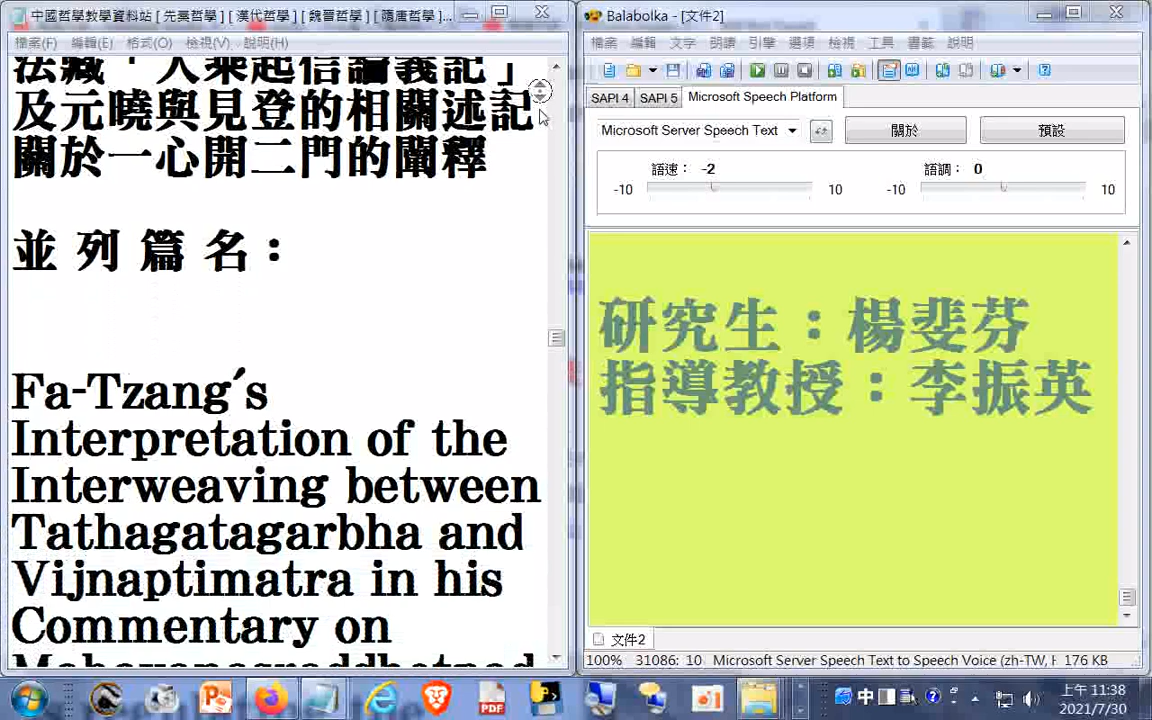 中國哲學教學資料站 [ 先秦哲學 ] [ 漢代哲學 ] [ 魏晉哲學 ] [ 隋唐哲學 ]...
檔案(F) 編輯(E) 格式(O) 檢視(V) 說明(H)
法藏「大乘起信論義記」
及元曉與見登的相關述記
關於一心開二門的闡釋
並 列 篇 名：
Fa-Tzang's
Interpretation of the
Interweaving between
Tathagatagarbha and
Vijnaptimatra in his
Commentary on
Mahayanasraddhotpad
Balabolka - [文件2]
檔案 編輯 文字 朗讀 引擎 選項 檢視 工具 書籤 說明
SAPI 4 SAPI 5 Microsoft Speech Platform
Microsoft Server Speech Text 關於 預設
語速： -2 語調： 0
-10 10 -10 10
研究生：楊斐芬
指導教授：李振英
文件2
100% 31086: 10 Microsoft Server Speech Text to Speech Voice (zh-TW, H 176 KB
中
上午 11:38
2021/7/30